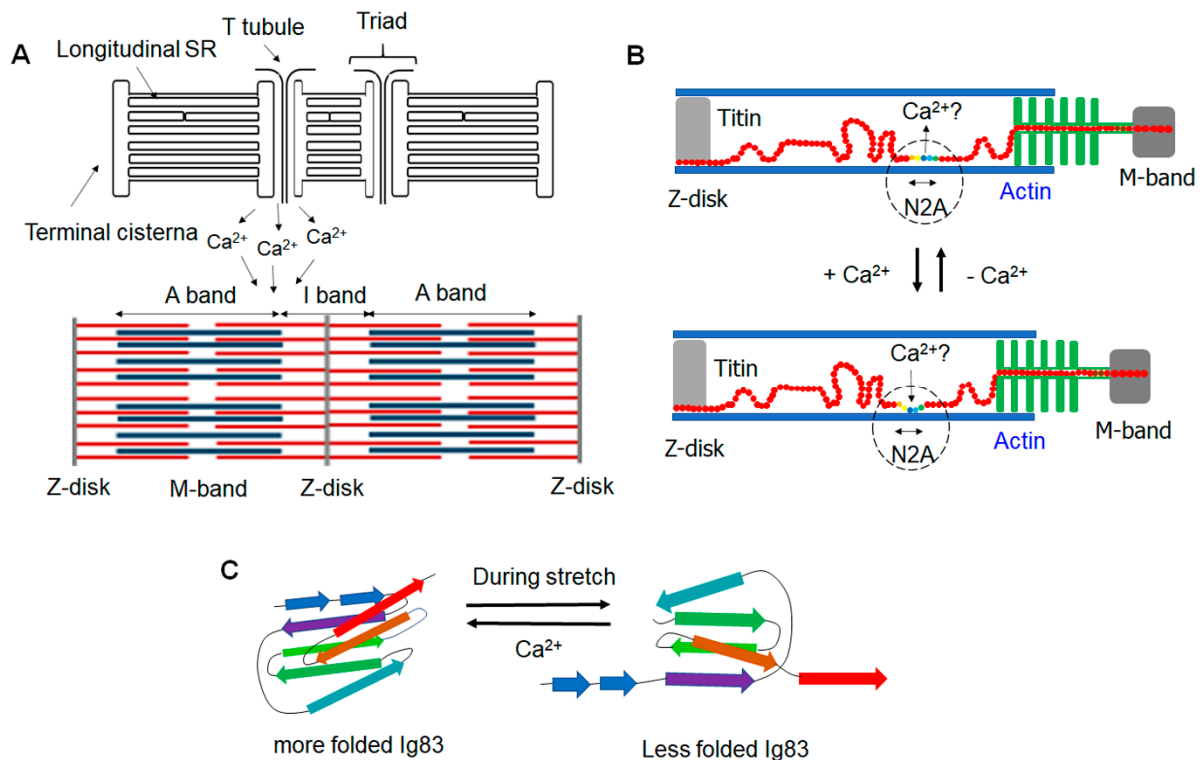 A
T tubule
Triad
Longitudinal SR
Terminal cisterna
Ca²⁺
Ca²⁺
Ca²⁺
A band
I band
A band
Z-disk
M-band
Z-disk
Z-disk
B
Titin
Ca²⁺?
Z-disk
N2A
Actin
M-band
+ Ca²⁺
- Ca²⁺
Titin
Ca²⁺?
Z-disk
N2A
Actin
M-band
C
During stretch
Ca²⁺
more folded Ig83
Less folded Ig83